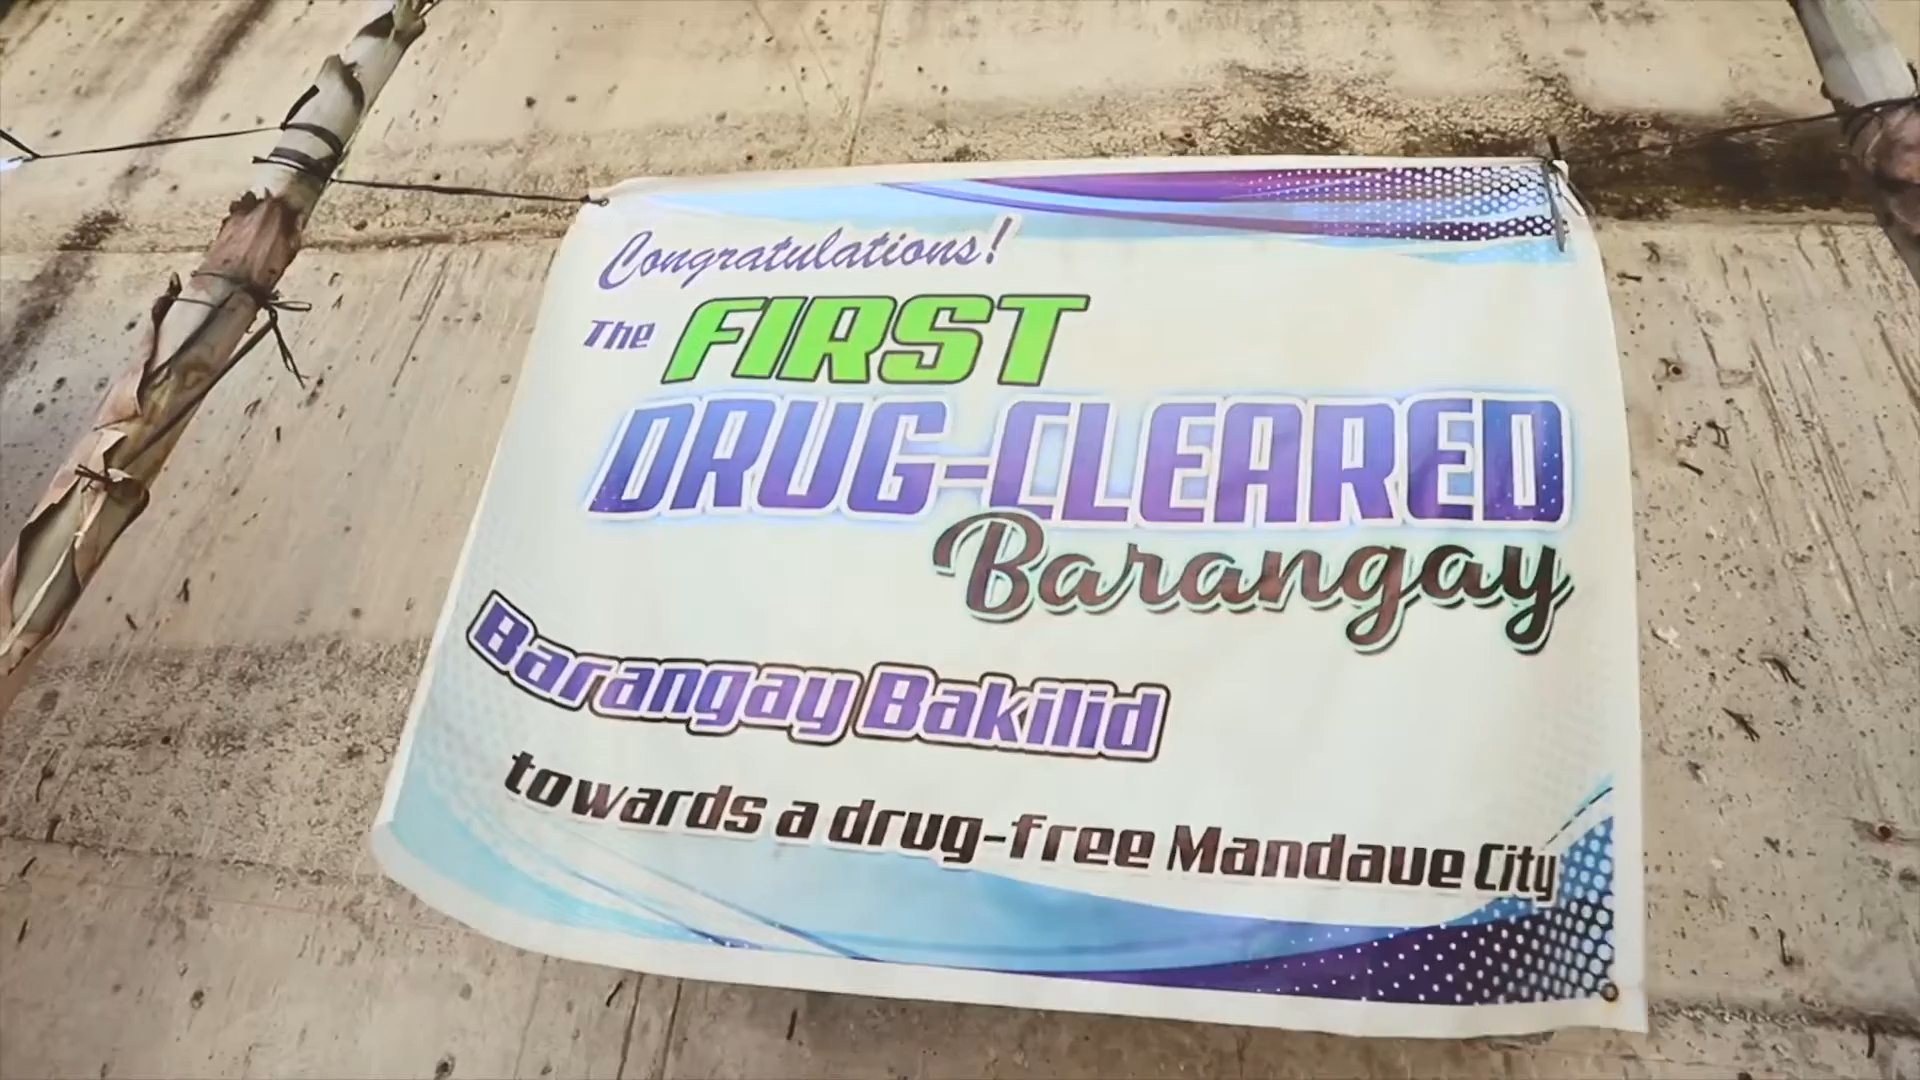 Congratulations!
The FIRST
DRUG-CLEARED
Barangay
Barangay Bakilid
towards a drug-free Mandaue City